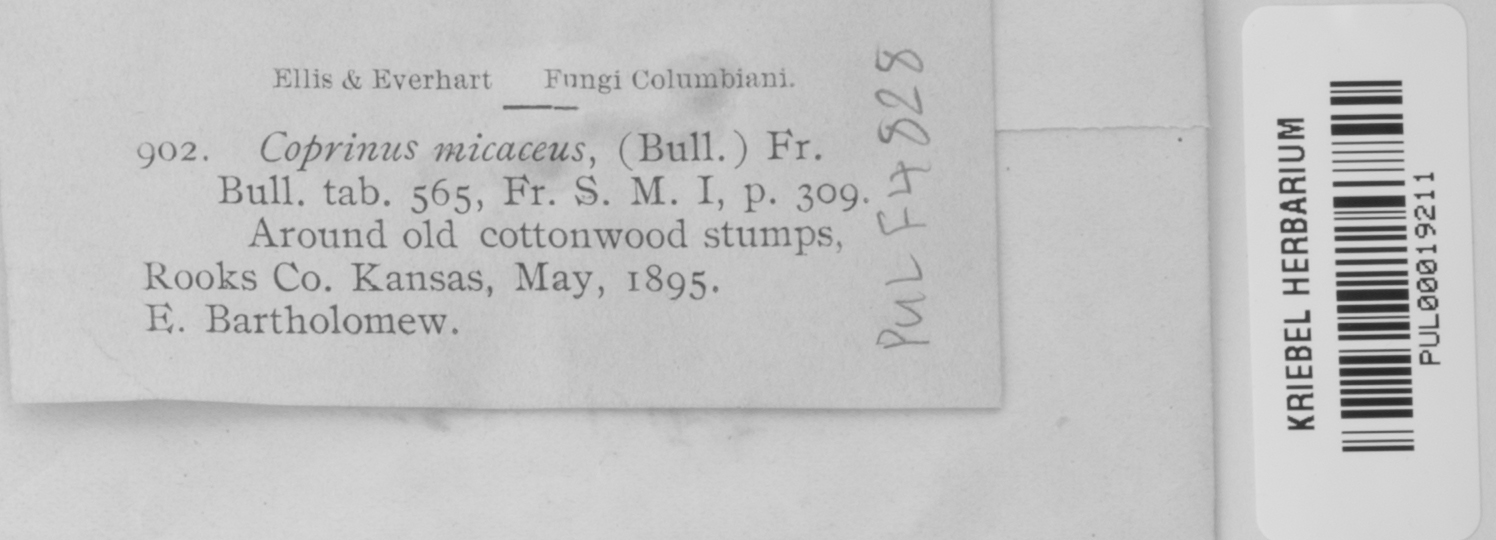 Ellis & Everhart Fungi Columbiani.
902. Coprinus micaceus, (Bull.) Fr.
Bull. tab. 565, Fr. S. M. I, p. 309.
Around old cottonwood stumps,
Rooks Co. Kansas, May, 1895.
E. Bartholomew.
PUL F4828
KRIEBEL HERBARIUM
PUL00019211